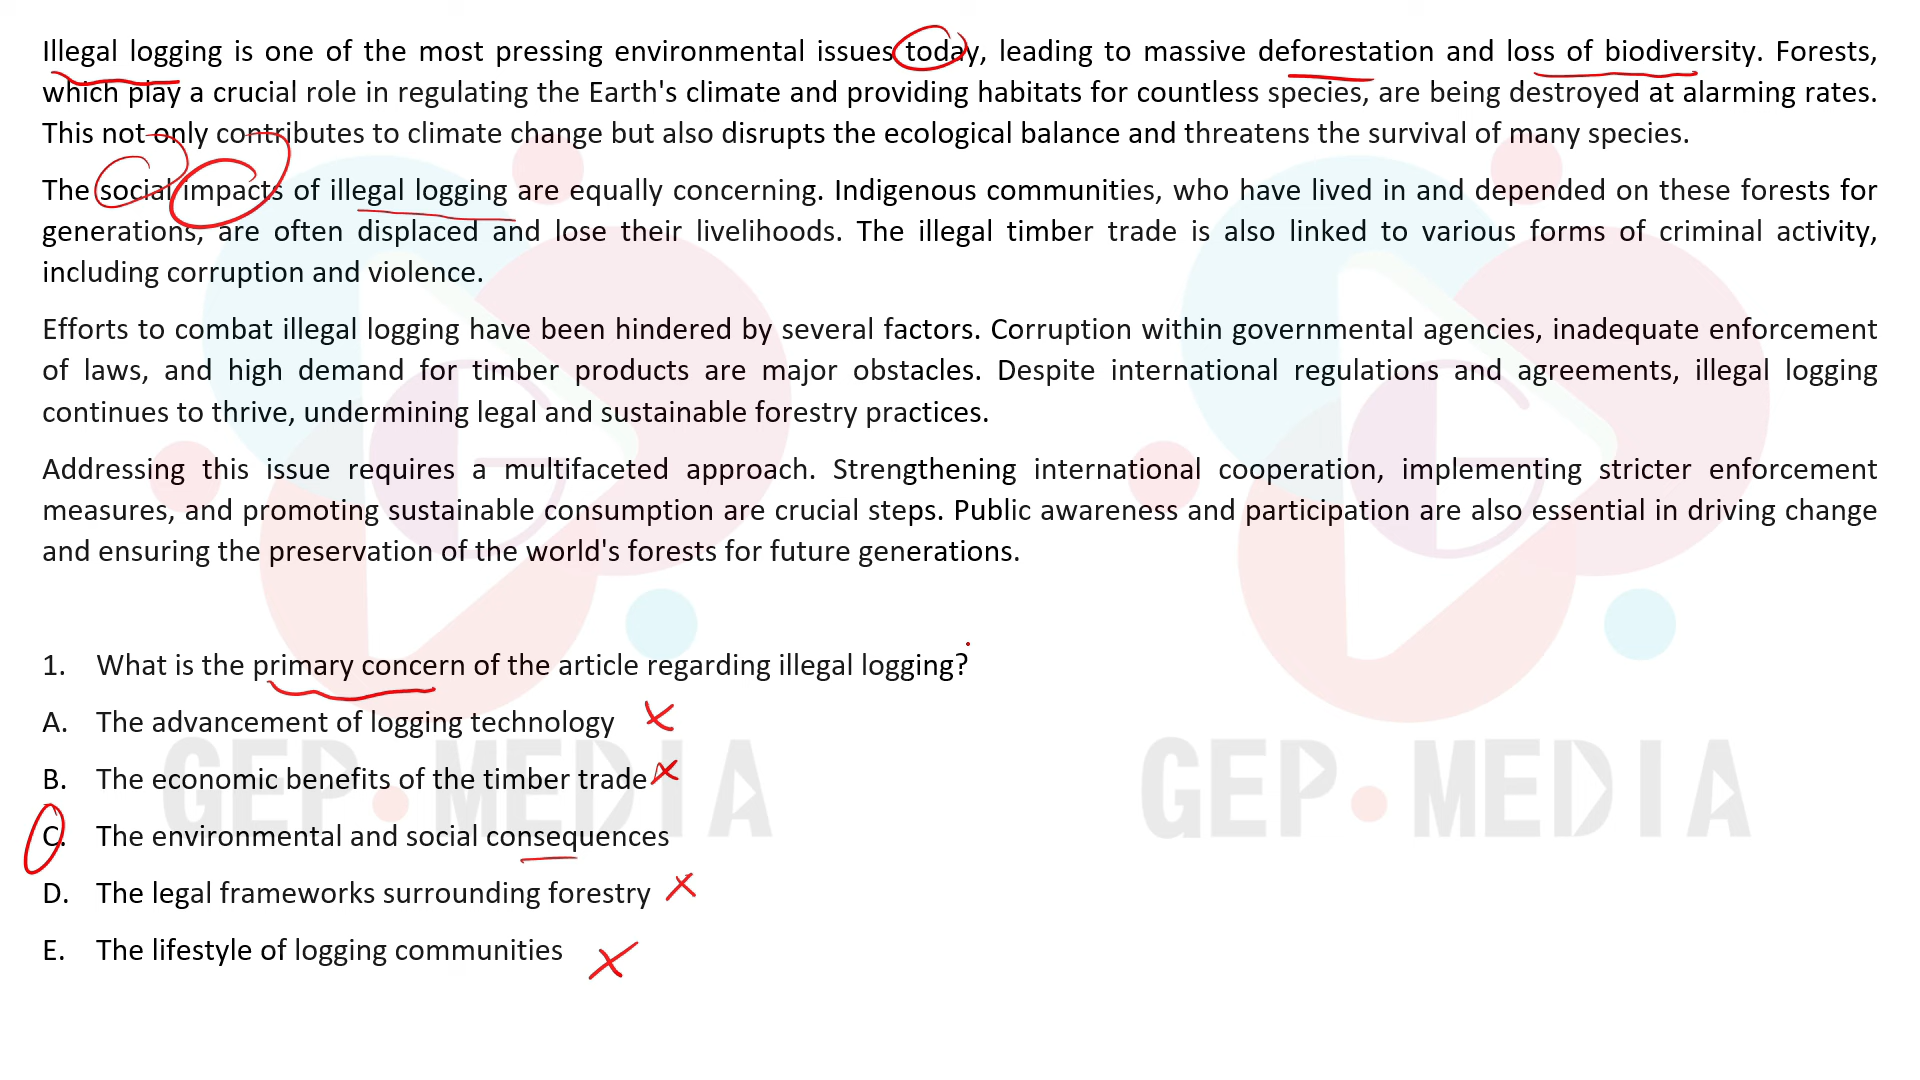 Illegal logging is one of the most pressing environmental issues today, leading to massive deforestation and loss of biodiversity. Forests,
which play a crucial role in regulating the Earth's climate and providing habitats for countless species, are being destroyed at alarming rates.
This not only contributes to climate change but also disrupts the ecological balance and threatens the survival of many species.
The social impacts of illegal logging are equally concerning. Indigenous communities, who have lived in and depended on these forests for
generations, are often displaced and lose their livelihoods. The illegal timber trade is also linked to various forms of criminal activity,
including corruption and violence.
Efforts to combat illegal logging have been hindered by several factors. Corruption within governmental agencies, inadequate enforcement
of laws, and high demand for timber products are major obstacles. Despite international regulations and agreements, illegal logging
continues to thrive, undermining legal and sustainable forestry practices.
Addressing this issue requires a multifaceted approach. Strengthening international cooperation, implementing stricter enforcement
measures, and promoting sustainable consumption are crucial steps. Public awareness and participation are also essential in driving change
and ensuring the preservation of the world's forests for future generations.
1. What is the primary concern of the article regarding illegal logging?
A. The advancement of logging technology
B. The economic benefits of the timber trade
C. The environmental and social consequences
D. The legal frameworks surrounding forestry
E. The lifestyle of logging communities
GEP MEDIA
GEP MEDIA